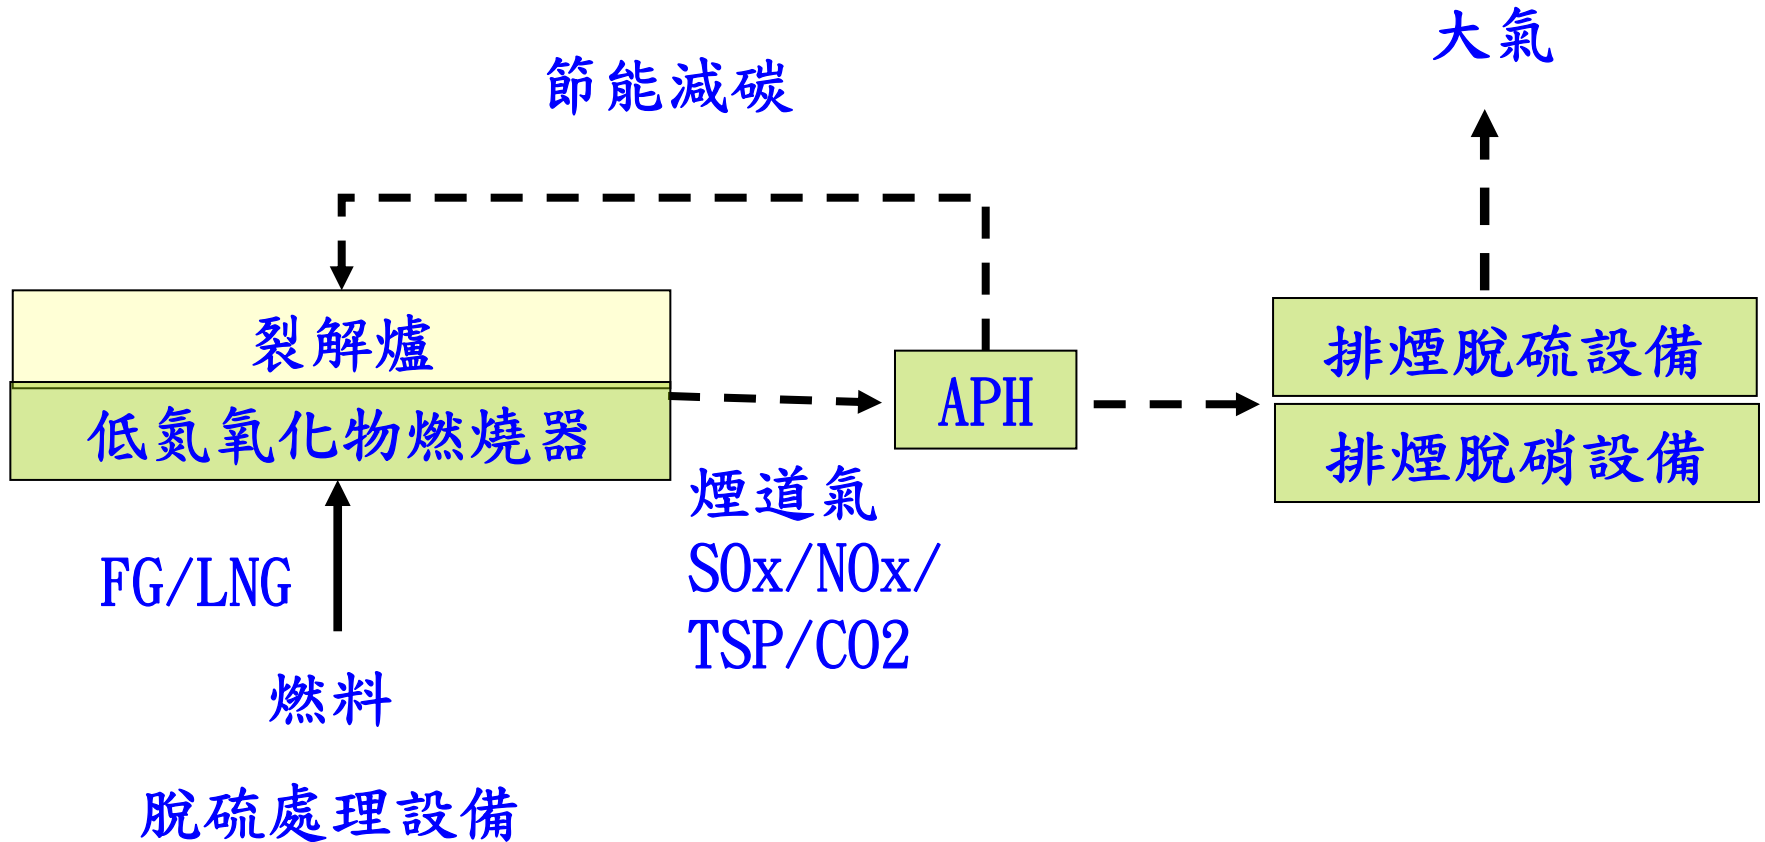 大氣
節能減碳
裂解爐
低氮氧化物燃燒器
APH
排煙脫硫設備
排煙脫硝設備
煙道氣
SOx/NOx/
TSP/CO2
FG/LNG
燃料
脫硫處理設備